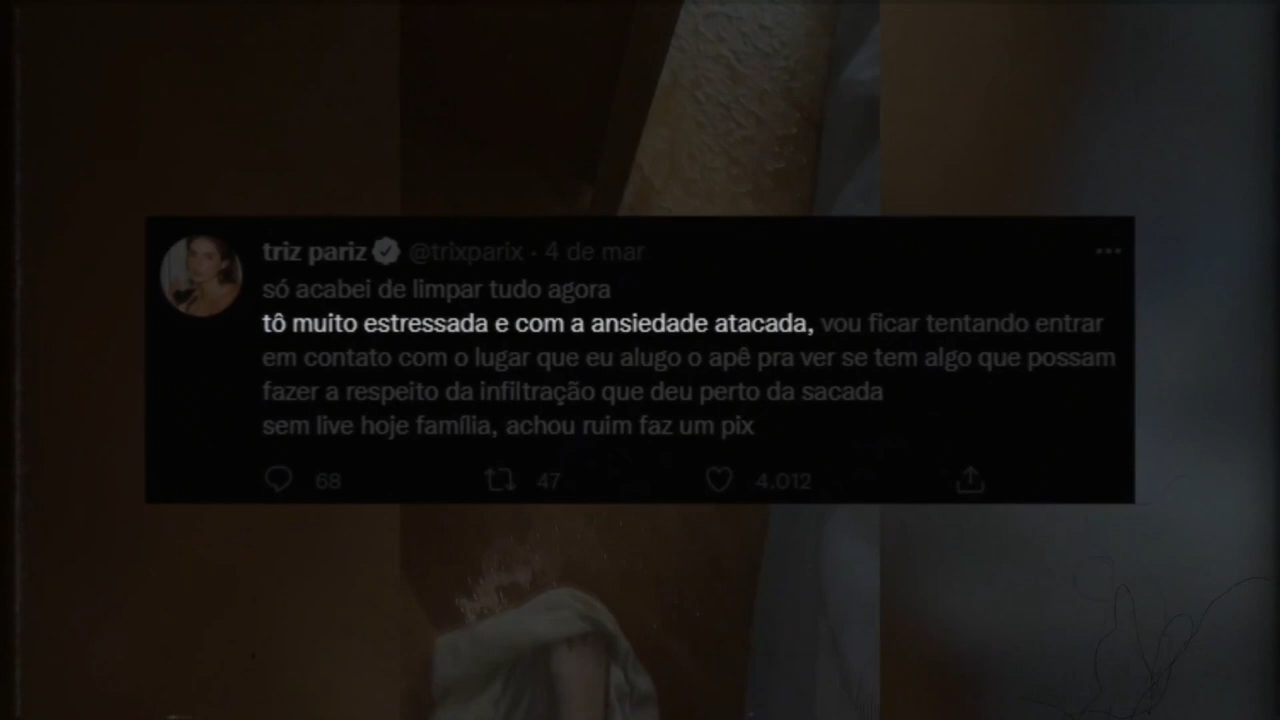 triz pariz @trixparix · 4 de mar
só acabei de limpar tudo agora
tô muito estressada e com a ansiedade atacada, vou ficar tentando entrar
em contato com o lugar que eu alugo o apê pra ver se tem algo que possam
fazer a respeito da infiltração que deu perto da sacada
sem live hoje família, achou ruim faz um pix
68 47 4.012